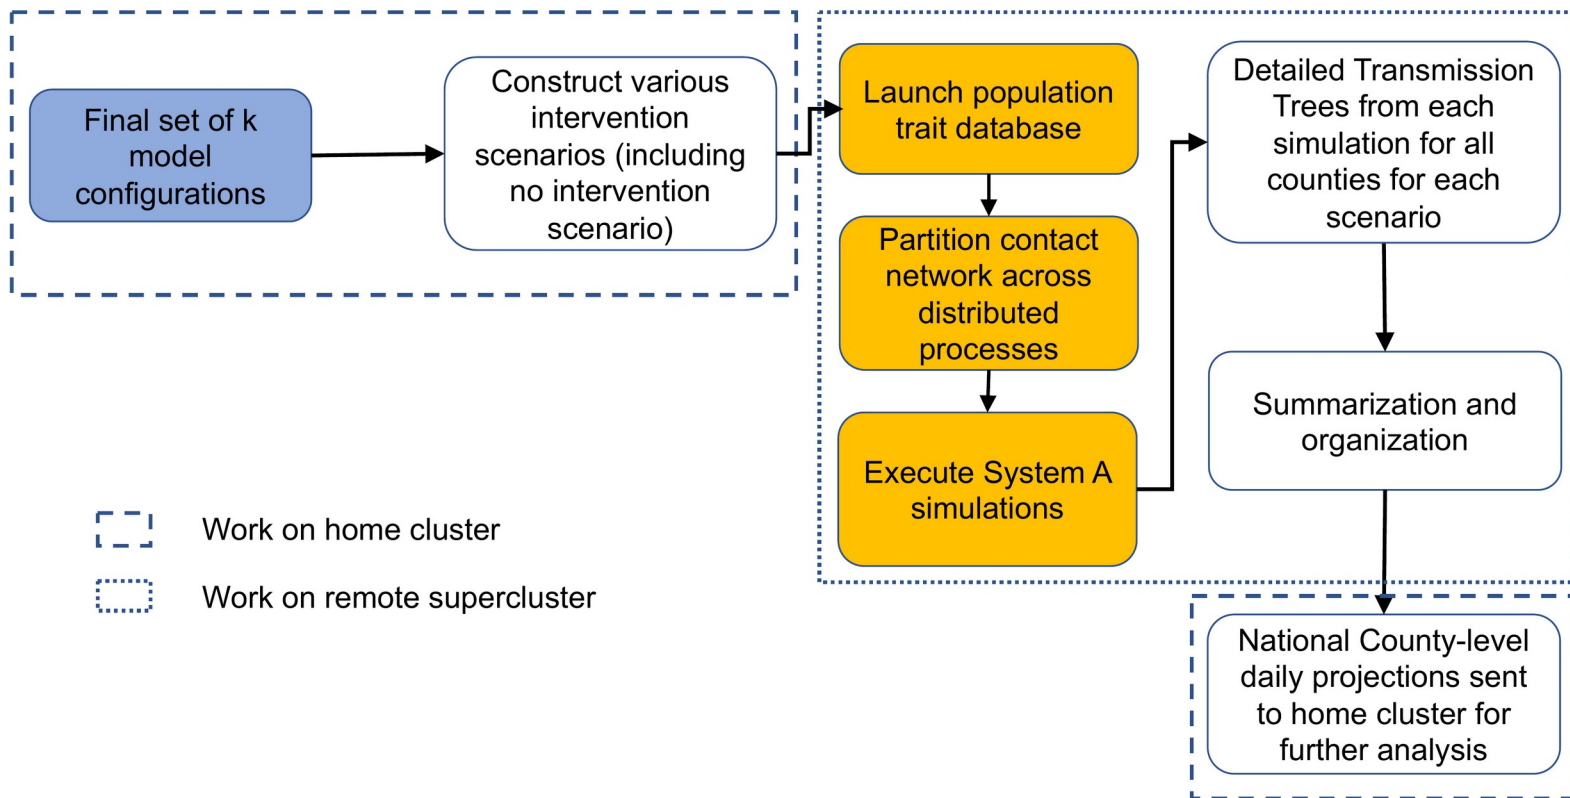 Final set of k
model
configurations
Construct various
intervention
scenarios (including
no intervention
scenario)
Launch population
trait database
Partition contact
network across
distributed
processes
Execute System A
simulations
Detailed Transmission
Trees from each
simulation for all
counties for each
scenario
Summarization and
organization
National County-level
daily projections sent
to home cluster for
further analysis
Work on home cluster
Work on remote supercluster